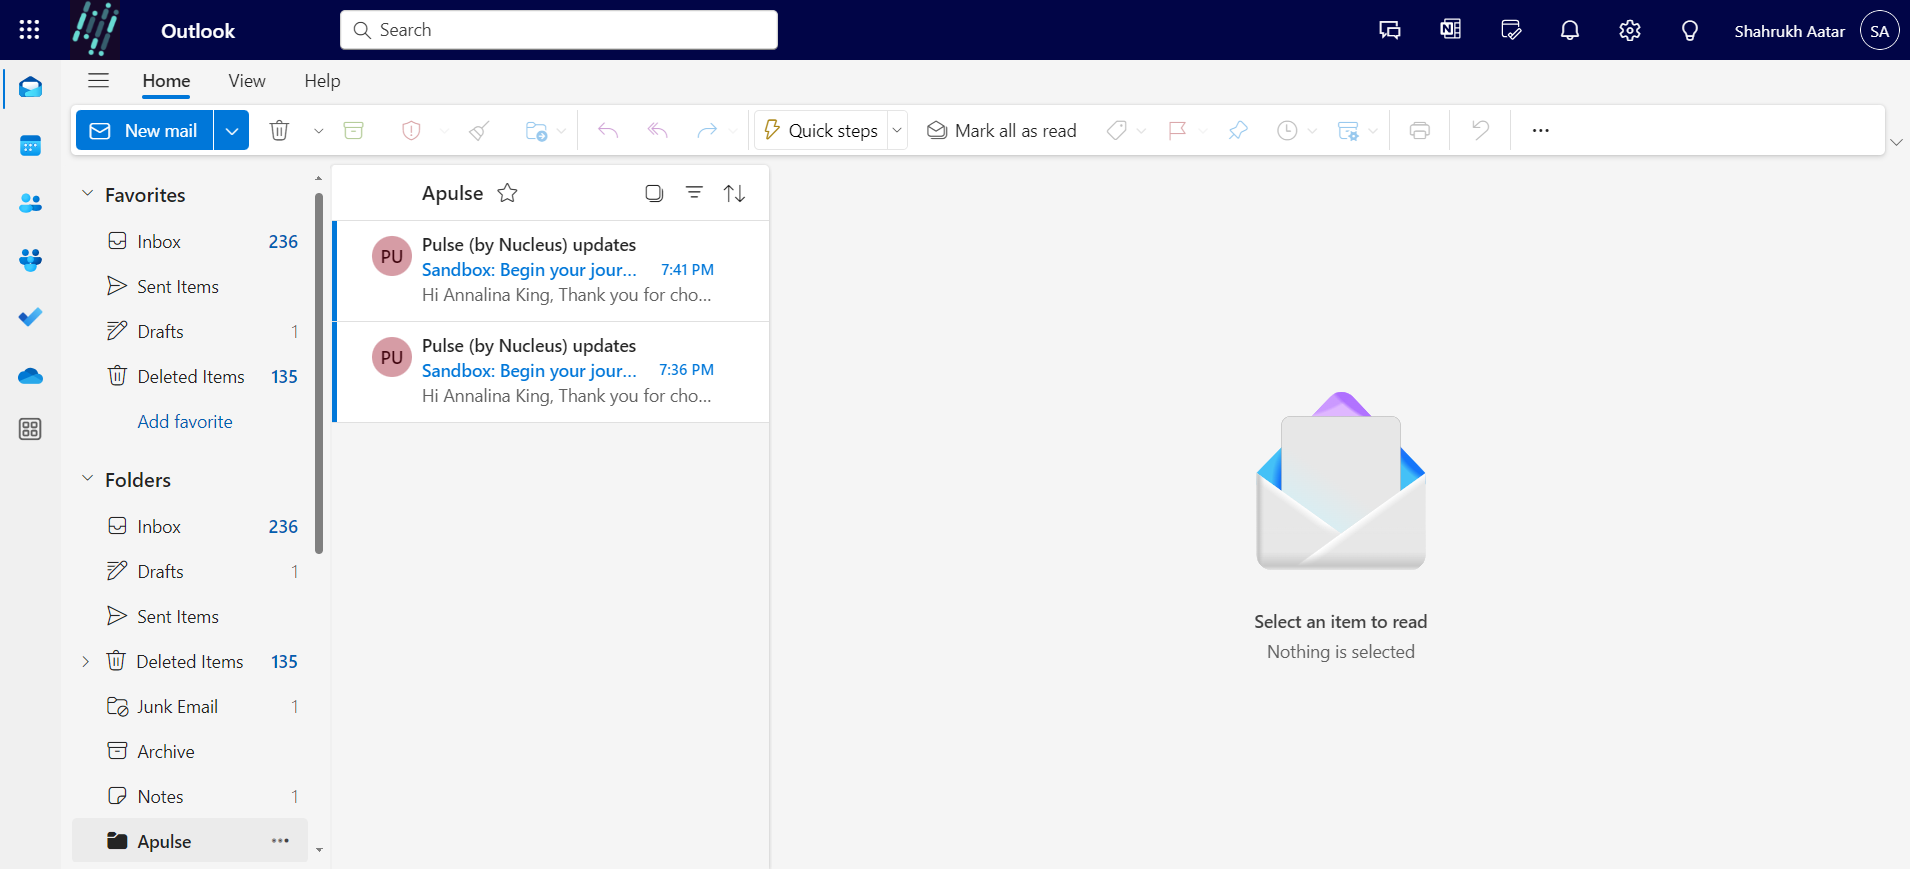 Outlook
Search
Shahrukh Aatar
SA
Home
View
Help
New mail
Quick steps
Mark all as read
Favorites
Inbox 236
Sent Items
Drafts 1
Deleted Items 135
Add favorite
Folders
Inbox 236
Drafts 1
Sent Items
Deleted Items 135
Junk Email 1
Archive
Notes 1
Apulse
Apulse
PU
Pulse (by Nucleus) updates
Sandbox: Begin your jour... 7:41 PM
Hi Annalina King, Thank you for cho...
PU
Pulse (by Nucleus) updates
Sandbox: Begin your jour... 7:36 PM
Hi Annalina King, Thank you for cho...
Select an item to read
Nothing is selected